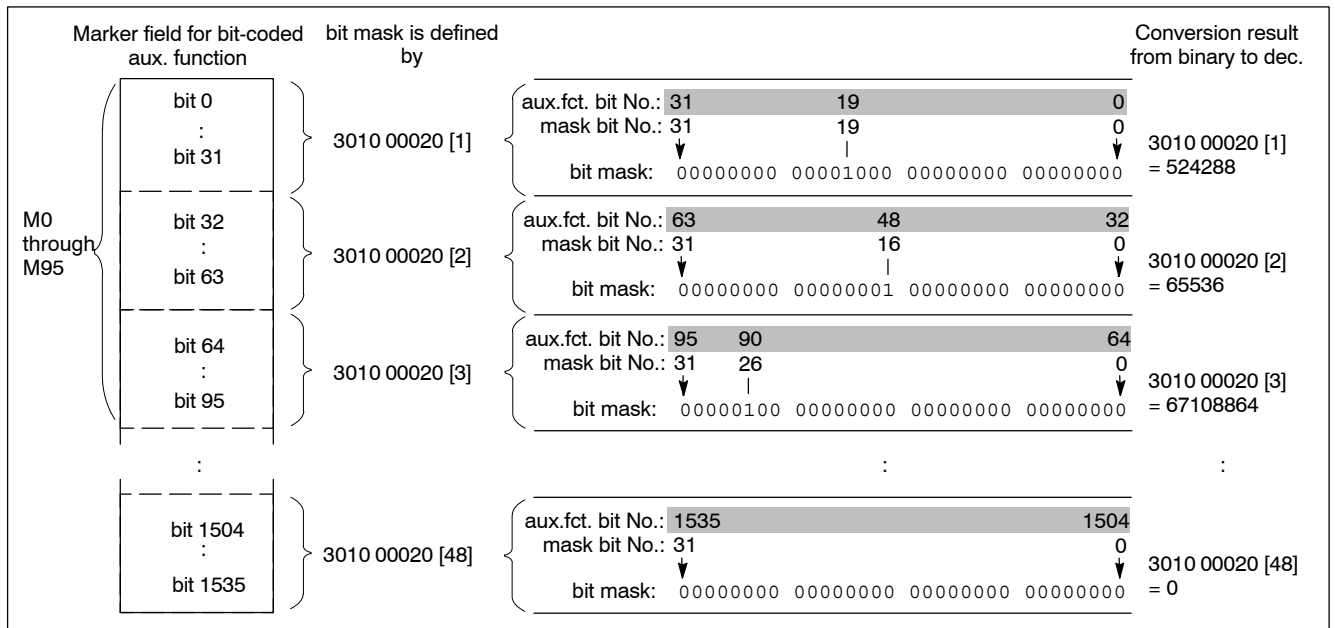 Marker field for bit-coded aux. function
bit mask is defined by
Conversion result from binary to dec.
M0 through M95
bit 0
:
bit 31
3010 00020 [1]
aux.fct. bit No.: 31 19 0
mask bit No.: 31 19 0
bit mask: 00000000 00001000 00000000 00000000
3010 00020 [1]
= 524288
bit 32
:
bit 63
3010 00020 [2]
aux.fct. bit No.: 63 48 32
mask bit No.: 31 16 0
bit mask: 00000000 00000001 00000000 00000000
3010 00020 [2]
= 65536
bit 64
:
bit 95
3010 00020 [3]
aux.fct. bit No.: 95 90 64
mask bit No.: 31 26 0
bit mask: 00000100 00000000 00000000 00000000
3010 00020 [3]
= 67108864
: : :
bit 1504
:
bit 1535
3010 00020 [48]
aux.fct. bit No.: 1535 1504
mask bit No.: 31 0
bit mask: 00000000 00000000 00000000 00000000
3010 00020 [48]
= 0